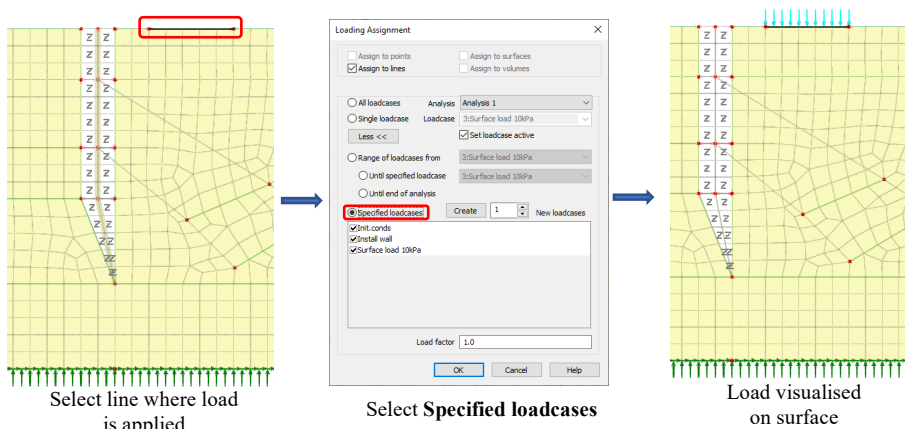 Loading Assignment
Assign to points
Assign to surfaces
Assign to lines
Assign to volumes
All loadcases Analysis Analysis 1
Single loadcase Loadcase 3:Surface load 10kPa
Less << Set loadcase active
Range of loadcases from 3:Surface load 10kPa
Until specified loadcase 3:Surface load 10kPa
Until end of analysis
Specified loadcases Create 1 New loadcases
Init.conds
Install wall
Surface load 10kPa
Load factor 1.0
OK Cancel Help
Select line where load
is applied
Select Specified loadcases
Load visualised
on surface